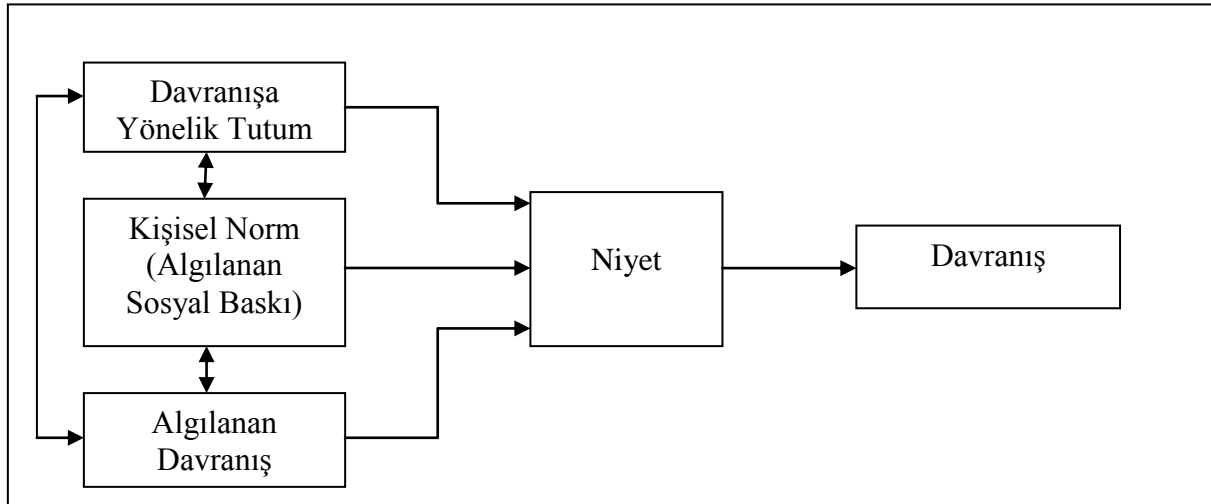 Davranışa
Yönelik Tutum
Kişisel Norm
(Algılanan
Sosyal Baskı)
Algılanan
Davranış
Niyet
Davranış